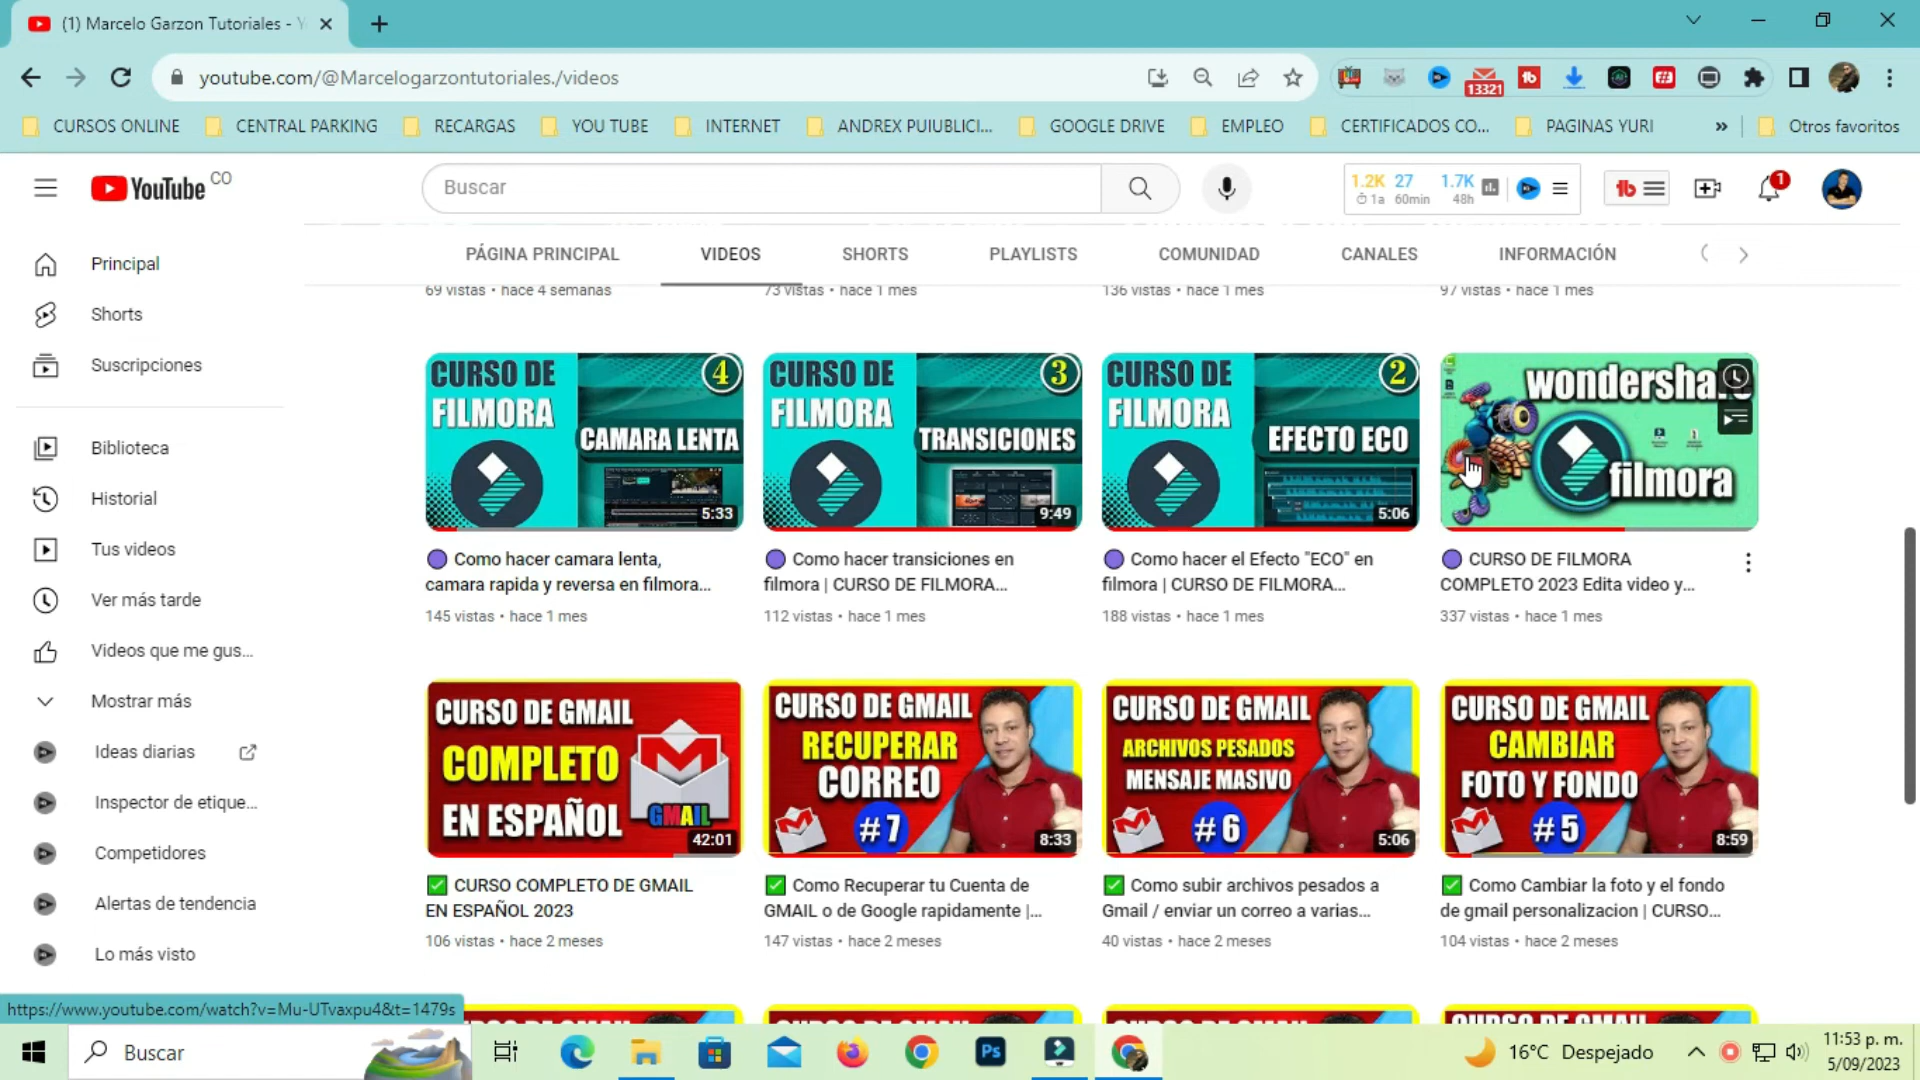 (1) Marcelo Garzon Tutoriales - Y
youtube.com/@Marcelogarzontutoriales./videos
13321
CURSOS ONLINE
CENTRAL PARKING
RECARGAS
YOU TUBE
INTERNET
ANDREX PUIUBLICI...
GOOGLE DRIVE
EMPLEO
CERTIFICADOS CO...
PAGINAS YURI
»
Otros favoritos
YouTube CO
Buscar
1.2K 27 1.7K
1a 60min 48h
tb
1
PÁGINA PRINCIPAL
VIDEOS
SHORTS
PLAYLISTS
COMUNIDAD
CANALES
INFORMACIÓN
Principal
Shorts
Suscripciones
Biblioteca
Historial
Tus videos
Ver más tarde
Videos que me gus...
Mostrar más
Ideas diarias
Inspector de etique...
Competidores
Alertas de tendencia
Lo más visto
69 vistas • hace 4 semanas
73 vistas • hace 1 mes
136 vistas • hace 1 mes
97 vistas • hace 1 mes
CURSO DE
FILMORA
4
CAMARA LENTA
5:33
Como hacer camara lenta,
camara rapida y reversa en filmora...
145 vistas • hace 1 mes
CURSO DE
FILMORA
3
TRANSICIONES
9:49
Como hacer transiciones en
filmora | CURSO DE FILMORA...
112 vistas • hace 1 mes
CURSO DE
FILMORA
2
EFECTO ECO
5:06
Como hacer el Efecto "ECO" en
filmora | CURSO DE FILMORA...
188 vistas • hace 1 mes
wondershare
filmora
CURSO DE FILMORA
COMPLETO 2023 Edita video y...
337 vistas • hace 1 mes
CURSO DE GMAIL
COMPLETO
EN ESPAÑOL
GMAIL
42:01
CURSO COMPLETO DE GMAIL
EN ESPAÑOL 2023
106 vistas • hace 2 meses
CURSO DE GMAIL
RECUPERAR
CORREO
#7
8:33
Como Recuperar tu Cuenta de
GMAIL o de Google rapidamente |...
147 vistas • hace 2 meses
CURSO DE GMAIL
ARCHIVOS PESADOS
MENSAJE MASIVO
#6
5:06
Como subir archivos pesados a
Gmail / enviar un correo a varias...
40 vistas • hace 2 meses
CURSO DE GMAIL
CAMBIAR
FOTO Y FONDO
#5
8:59
Como Cambiar la foto y el fondo
de gmail personalizacion | CURSO...
104 vistas • hace 2 meses
https://www.youtube.com/watch?v=Mu-UTvaxpu4&t=1479s
Buscar
Ps
16°C Despejado
11:53 p. m.
5/09/2023